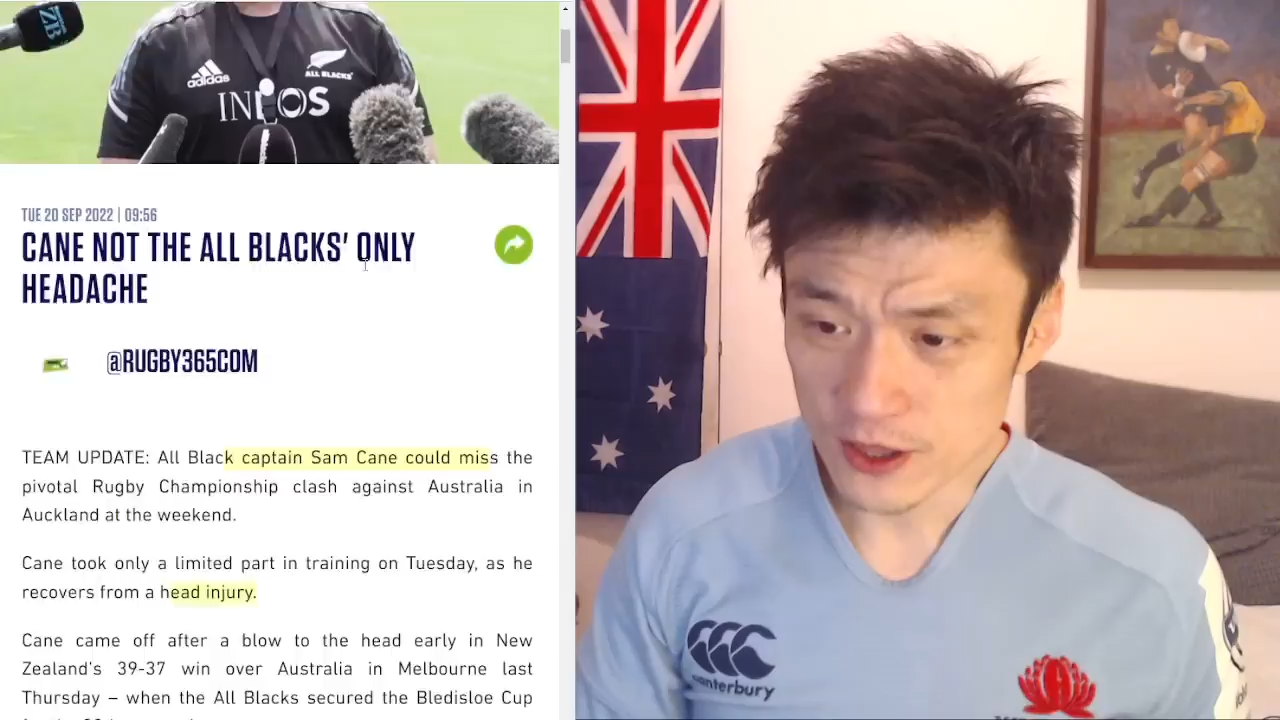 ZB
adidas
ALL BLACKS
INEOS
TUE 20 SEP 2022 | 09:56
CANE NOT THE ALL BLACKS' ONLY
HEADACHE
@RUGBY365COM
TEAM UPDATE: All Black captain Sam Cane could miss the
pivotal Rugby Championship clash against Australia in
Auckland at the weekend.
Cane took only a limited part in training on Tuesday, as he
recovers from a head injury.
Cane came off after a blow to the head early in New
Zealand's 39-37 win over Australia in Melbourne last
Thursday – when the All Blacks secured the Bledisloe Cup
canterbury